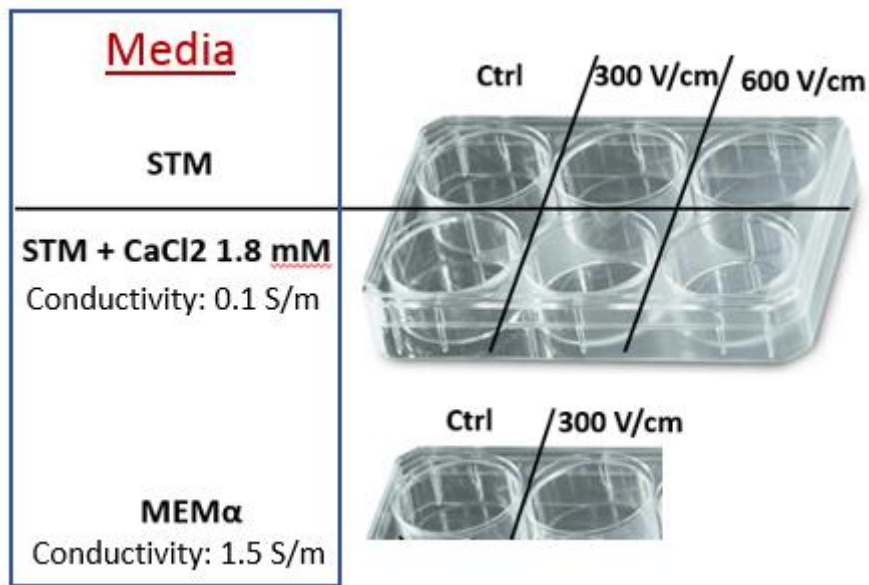 Media
Ctrl
300 V/cm
600 V/cm
STM
STM + CaCl2 1.8 mM
Conductivity: 0.1 S/m
Ctrl
300 V/cm
MEMα
Conductivity: 1.5 S/m